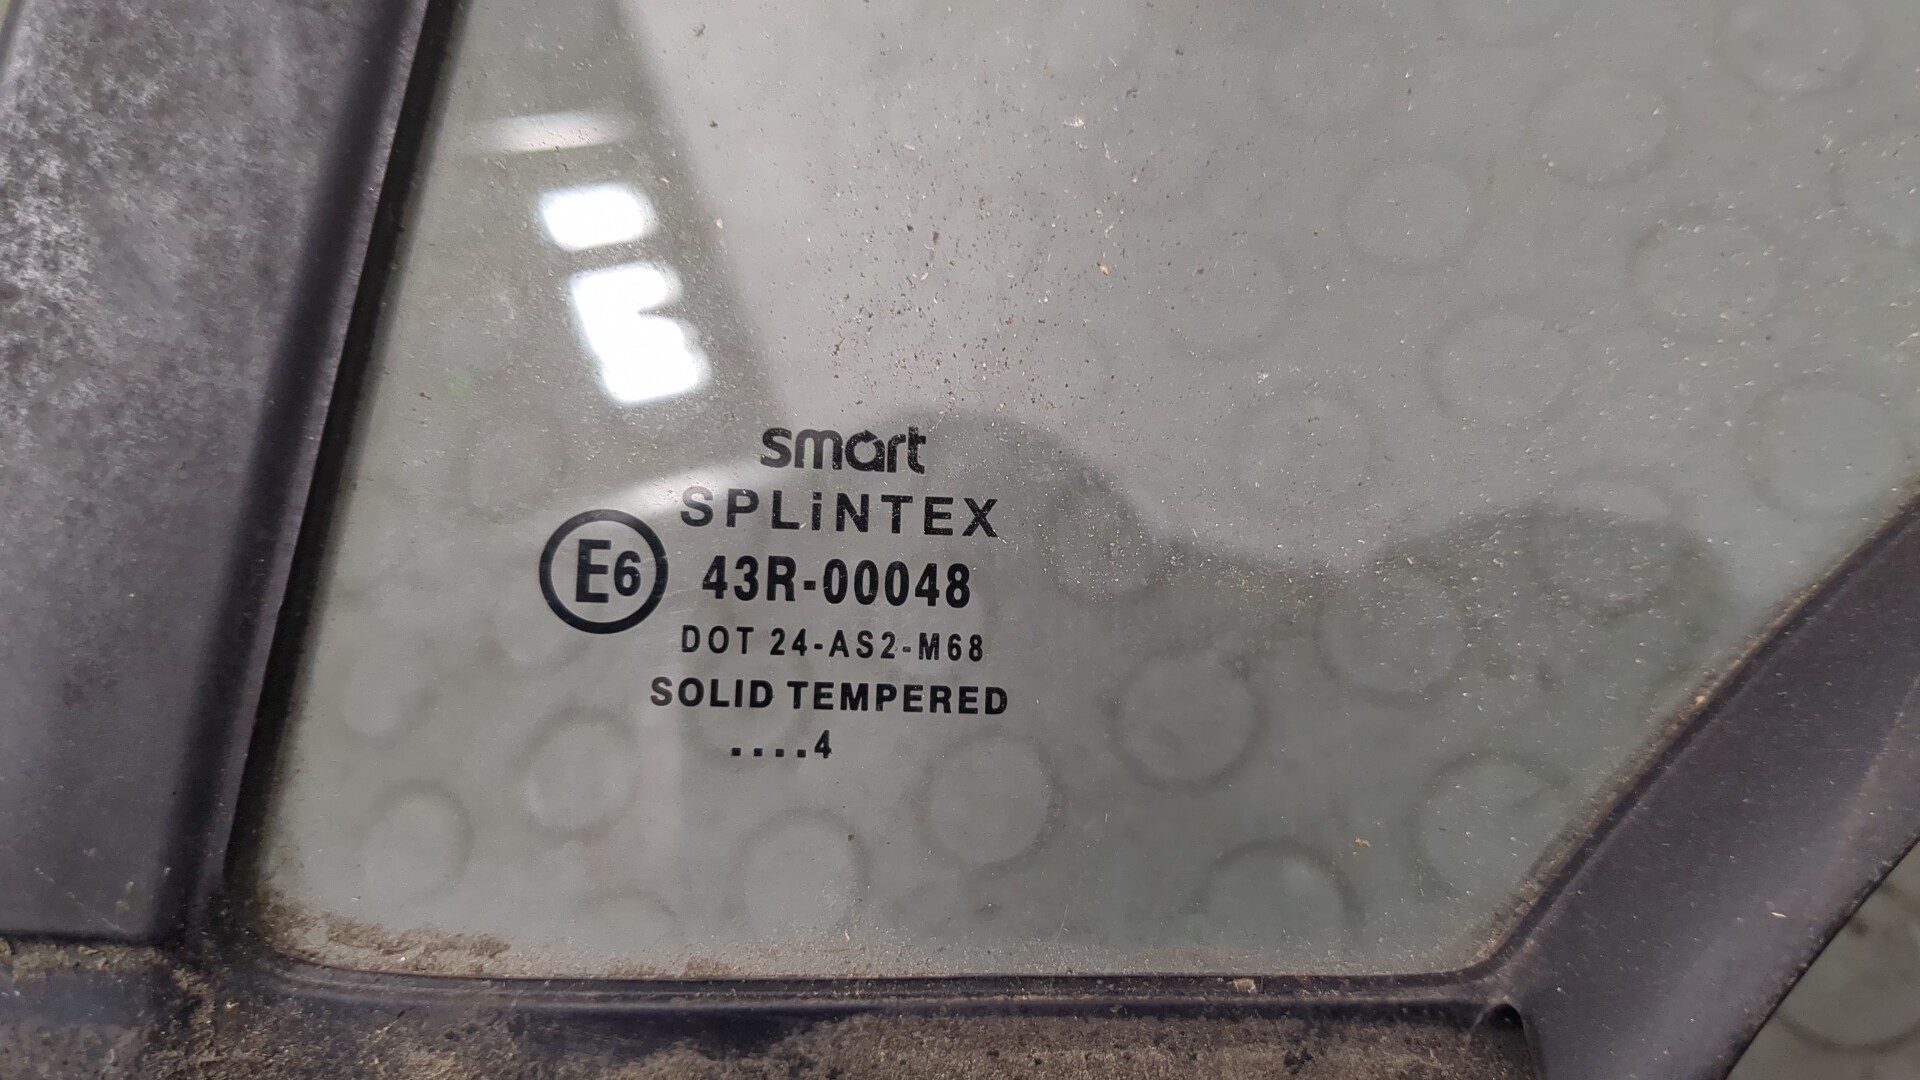 smart
SPLiNTEX
E6 43R-00048
DOT 24-AS2-M68
SOLID TEMPERED
....4